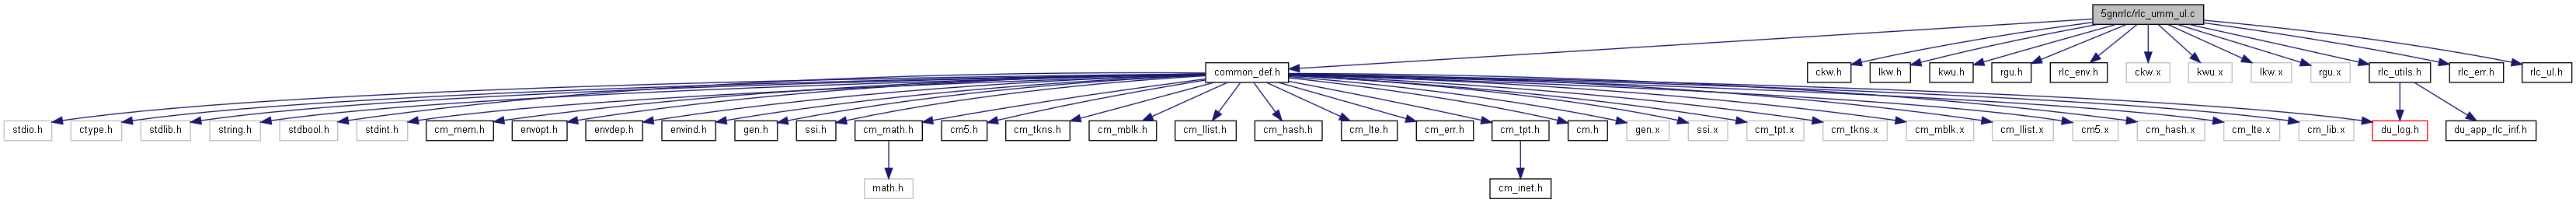 5gnrrlc/rlc_umm_ul.c
common_def.h
ckw.h
lkw.h
kwu.h
rgu.h
rlc_env.h
ckw.x
kwu.x
lkw.x
rgu.x
rlc_utils.h
rlc_err.h
rlc_ul.h
stdio.h
ctype.h
stdlib.h
string.h
stdbool.h
stdint.h
cm_mem.h
envopt.h
envdep.h
envind.h
gen.h
ssi.h
cm_math.h
cm5.h
cm_tkns.h
cm_mblk.h
cm_llist.h
cm_hash.h
cm_lte.h
cm_err.h
cm_tpt.h
cm.h
gen.x
ssi.x
cm_tpt.x
cm_tkns.x
cm_mblk.x
cm_llist.x
cm5.x
cm_hash.x
cm_lte.x
cm_lib.x
du_log.h
du_app_rlc_inf.h
math.h
cm_inet.h